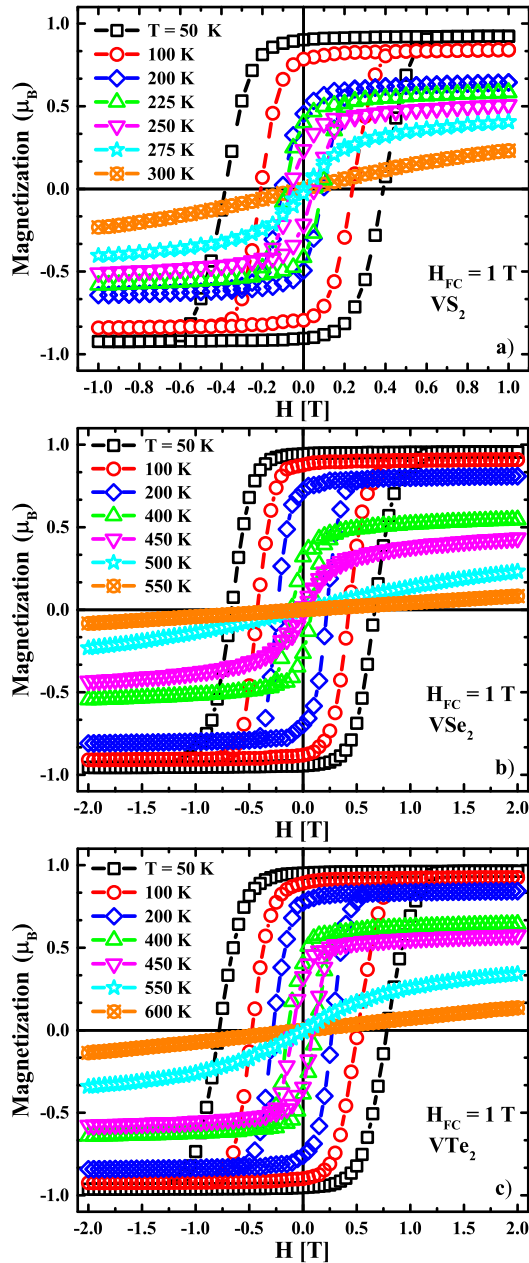 1.0
0.5
0.0
-0.5
-1.0
Magnetization (μB)
T = 50 K
100 K
200 K
225 K
250 K
275 K
300 K
HFC = 1 T
VS2
a)
-1.0 -0.8 -0.6 -0.4 -0.2 0.0 0.2 0.4 0.6 0.8 1.0
H [T]
1.0
0.5
0.0
-0.5
-1.0
Magnetization (μB)
T = 50 K
100 K
200 K
400 K
450 K
500 K
550 K
HFC = 1 T
VSe2
b)
-2.0 -1.5 -1.0 -0.5 0.0 0.5 1.0 1.5 2.0
H [T]
1.0
0.5
0.0
-0.5
-1.0
Magnetization (μB)
T = 50 K
100 K
200 K
400 K
450 K
550 K
600 K
HFC = 1 T
VTe2
c)
-2.0 -1.5 -1.0 -0.5 0.0 0.5 1.0 1.5 2.0
H [T]